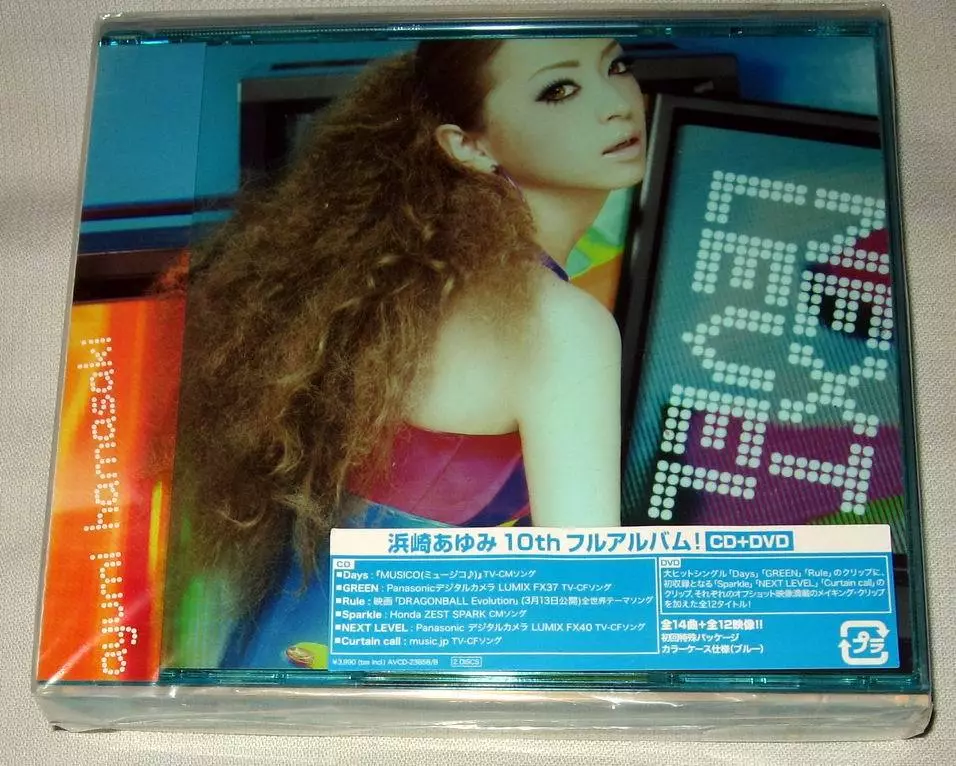 NEXT
LEVEL
ayumi hamasaki
浜崎あゆみ 10th フルアルバム! CD+DVD
CD
■Days:『MUSICO(ミュージコ♪)』TV-CMソング
■GREEN:Panasonicデジタルカメラ LUMIX FX37 TV-CFソング
■Rule:映画「DRAGONBALL Evolution」(3月13日公開)全世界テーマソング
■Sparkle:Honda ZEST SPARK CMソング
■NEXT LEVEL:Panasonic デジタルカメラ LUMIX FX40 TV-CFソング
■Curtain call:music.jp TV-CFソング
¥3,990 (tax incl.) AVCD-23658/B 2 DISCS
DVD
大ヒットシングル「Days」「GREEN」「Rule」のクリップに、
初収録となる「Sparkle」「NEXT LEVEL」「Curtain call」の
クリップ、それぞれのオフショット映像満載のメイキング・クリップ
を加えた全12タイトル!
全14曲+全12映像!!
初回特殊パッケージ
カラーケース仕様(ブルー)
プラ